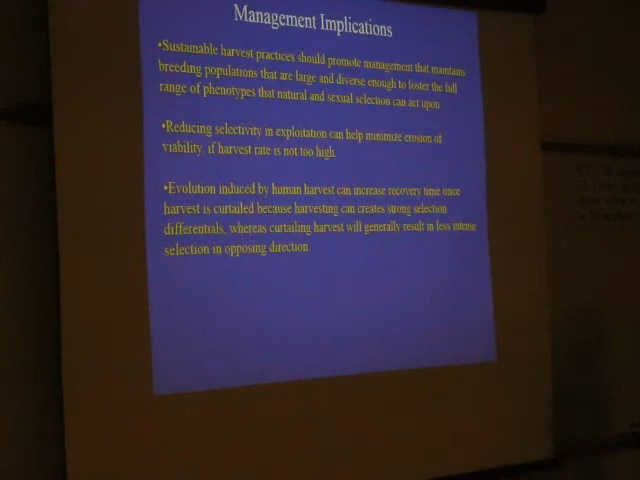 Management Implications
•Sustainable harvest practices should promote management that maintains
breeding populations that are large and diverse enough to foster the full
range of phenotypes that natural and sexual selection can act upon
•Reducing selectivity in exploitation can help minimize erosion of
viability, if harvest rate is not too high.
•Evolution induced by human harvest can increase recovery time once
harvest is curtailed because harvesting can creates strong selection
differentials, whereas curtailing harvest will generally result in less intense
selection in opposing direction.